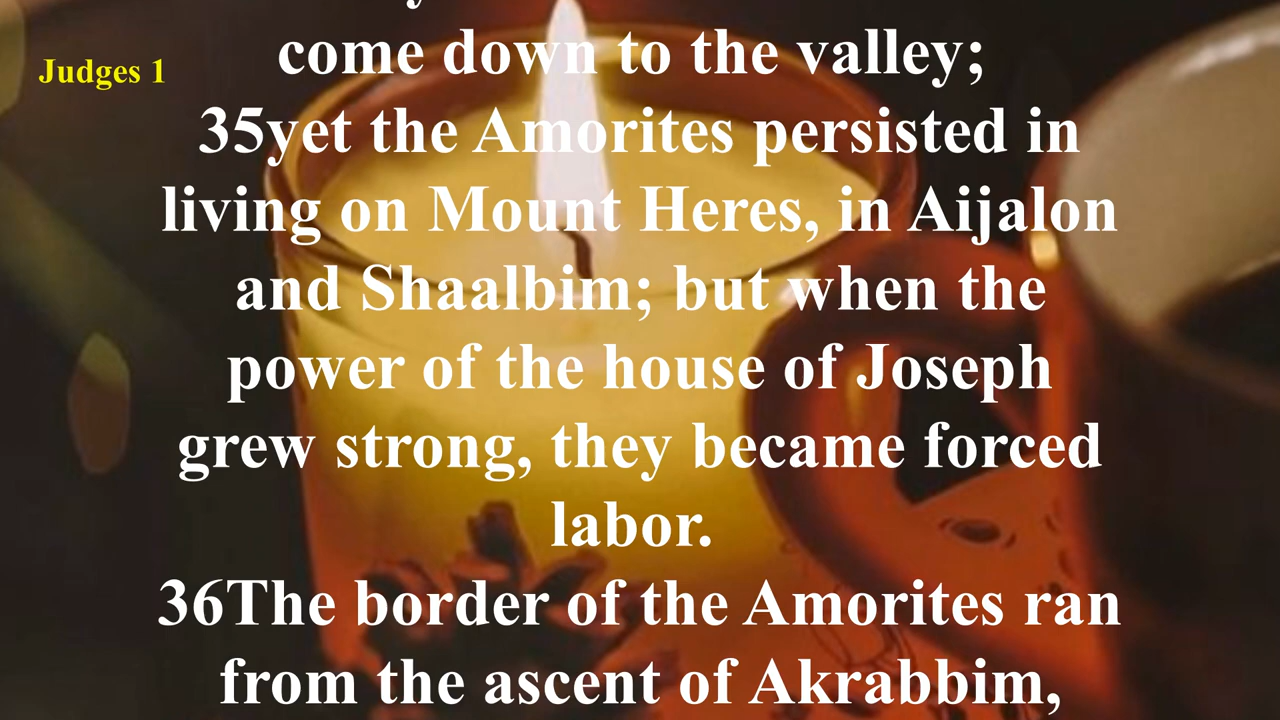 Judges 1
come down to the valley;
35yet the Amorites persisted in
living on Mount Heres, in Aijalon
and Shaalbim; but when the
power of the house of Joseph
grew strong, they became forced
labor.
36The border of the Amorites ran
from the ascent of Akrabbim,